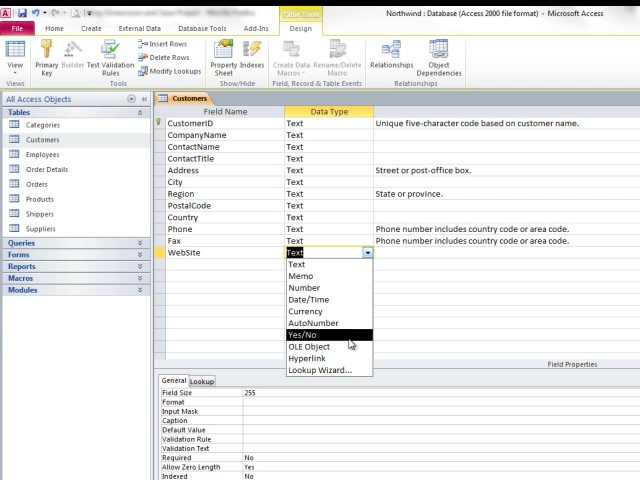 Table Tools
Northwind : Database (Access 2000 file format) - Microsoft Access
File Home Create External Data Database Tools Add-Ins Design
View
Primary Key
Builder
Test Validation Rules
Insert Rows
Delete Rows
Modify Lookups
Property Sheet
Indexes
Create Data Macros
Rename/Delete Macro
Relationships
Object Dependencies
Views Tools Show/Hide Field, Record & Table Events Relationships
All Access Objects
Tables
Categories
Customers
Employees
Order Details
Orders
Products
Shippers
Suppliers
Queries
Forms
Reports
Macros
Modules
Customers
Field Name Data Type
CustomerID Text Unique five-character code based on customer name.
CompanyName Text
ContactName Text
ContactTitle Text
Address Text Street or post-office box.
City Text
Region Text State or province.
PostalCode Text
Country Text
Phone Text Phone number includes country code or area code.
Fax Text Phone number includes country code or area code.
WebSite Text
Text
Memo
Number
Date/Time
Currency
AutoNumber
Yes/No
OLE Object
Hyperlink
Lookup Wizard...
Field Properties
General Lookup
Field Size 255
Format
Input Mask
Caption
Default Value
Validation Rule
Validation Text
Required No
Allow Zero Length Yes
Indexed No